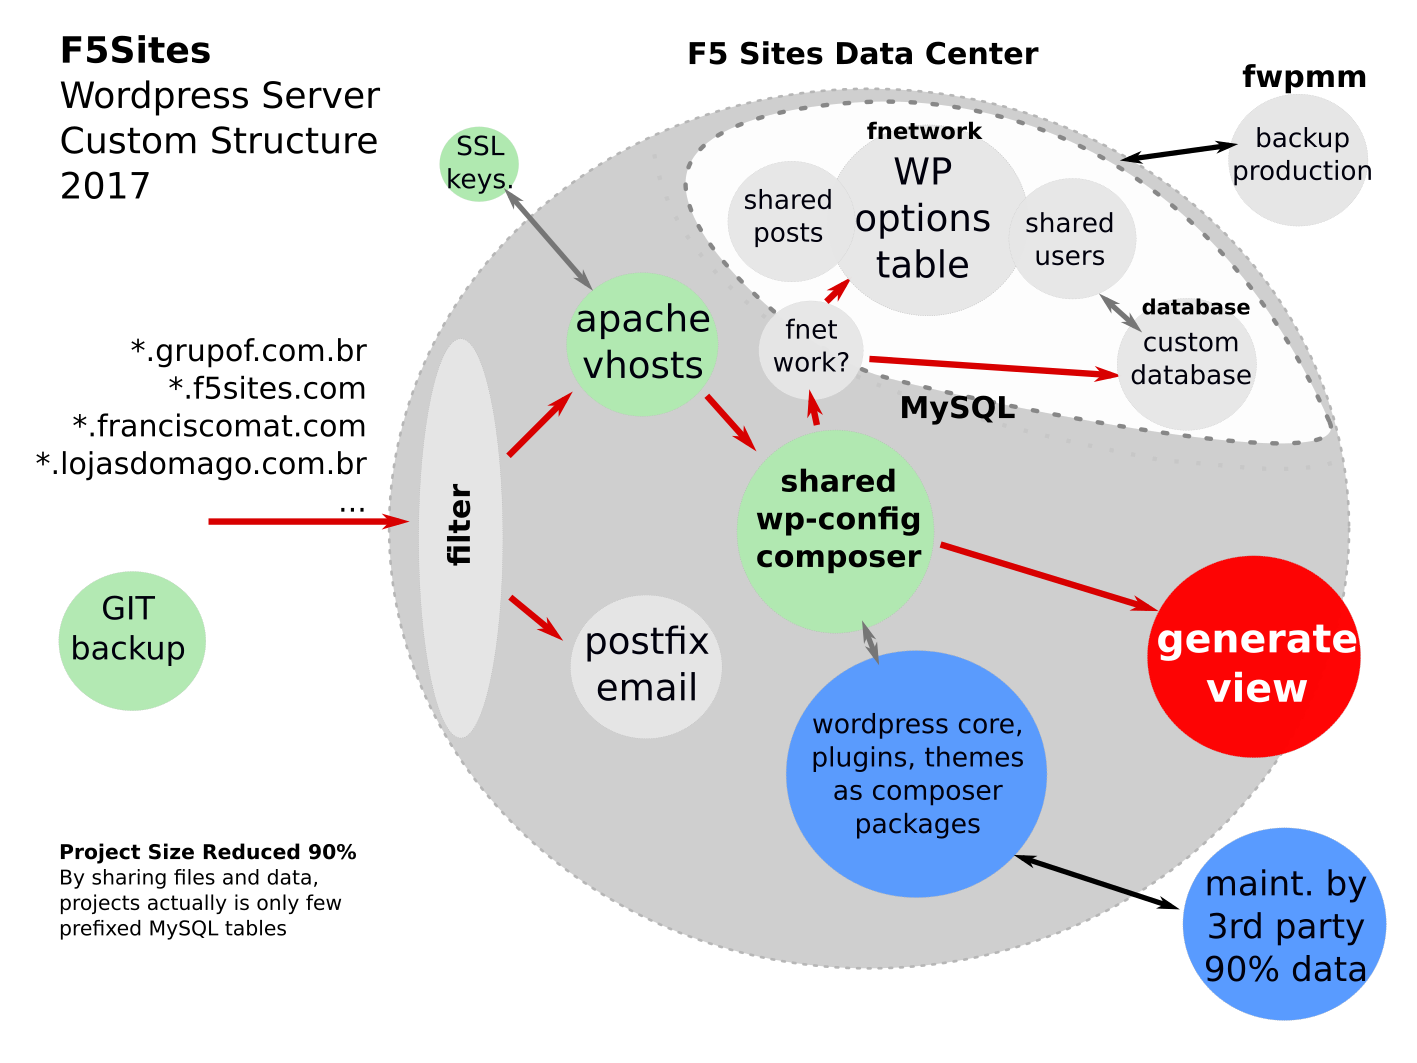 F5Sites
Wordpress Server
Custom Structure
2017
F5 Sites Data Center
fwpmm
backup
production
SSL
keys.
fnetwork
WP
options
table
shared
posts
shared
users
database
custom
database
fnet
work?
MySQL
apache
vhosts
*.grupof.com.br
*.f5sites.com
*.franciscomat.com
*.lojasdomago.com.br
...
filter
shared
wp-config
composer
GIT
backup
postfix
email
generate
view
wordpress core,
plugins, themes
as composer
packages
maint. by
3rd party
90% data
Project Size Reduced 90%
By sharing files and data,
projects actually is only few
prefixed MySQL tables